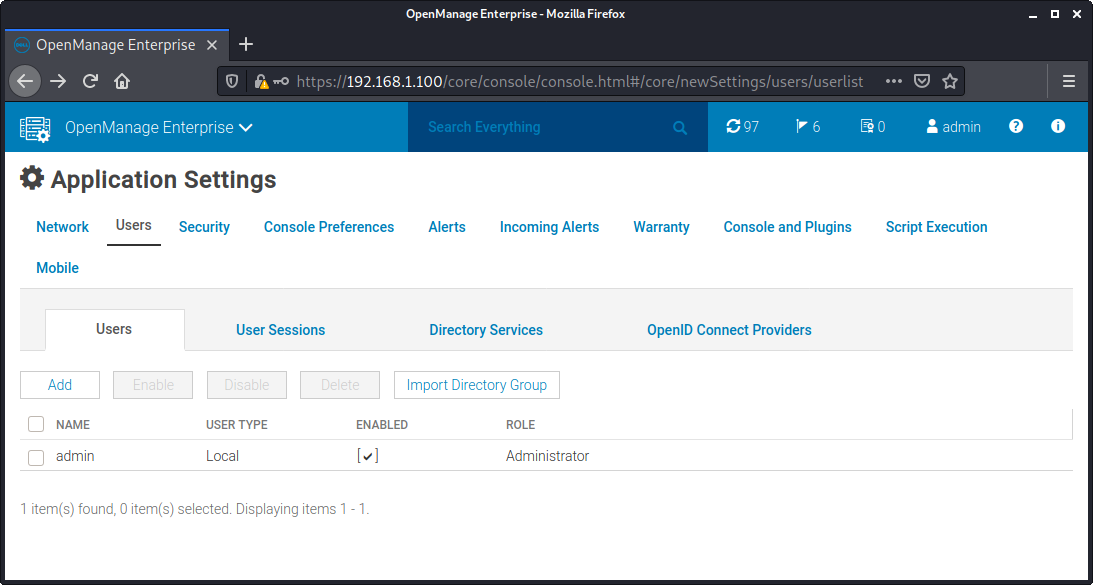 OpenManage Enterprise - Mozilla Firefox
OpenManage Enterprise
https://192.168.1.100/core/console/console.html#/core/newSettings/users/userlist
OpenManage Enterprise Search Everything 97 6 0 admin ? i
Application Settings
Network Users Security Console Preferences Alerts Incoming Alerts Warranty Console and Plugins Script Execution
Mobile
Users User Sessions Directory Services OpenID Connect Providers
Add Enable Disable Delete Import Directory Group
NAME USER TYPE ENABLED ROLE
admin Local [✔] Administrator
1 item(s) found, 0 item(s) selected. Displaying items 1 - 1.